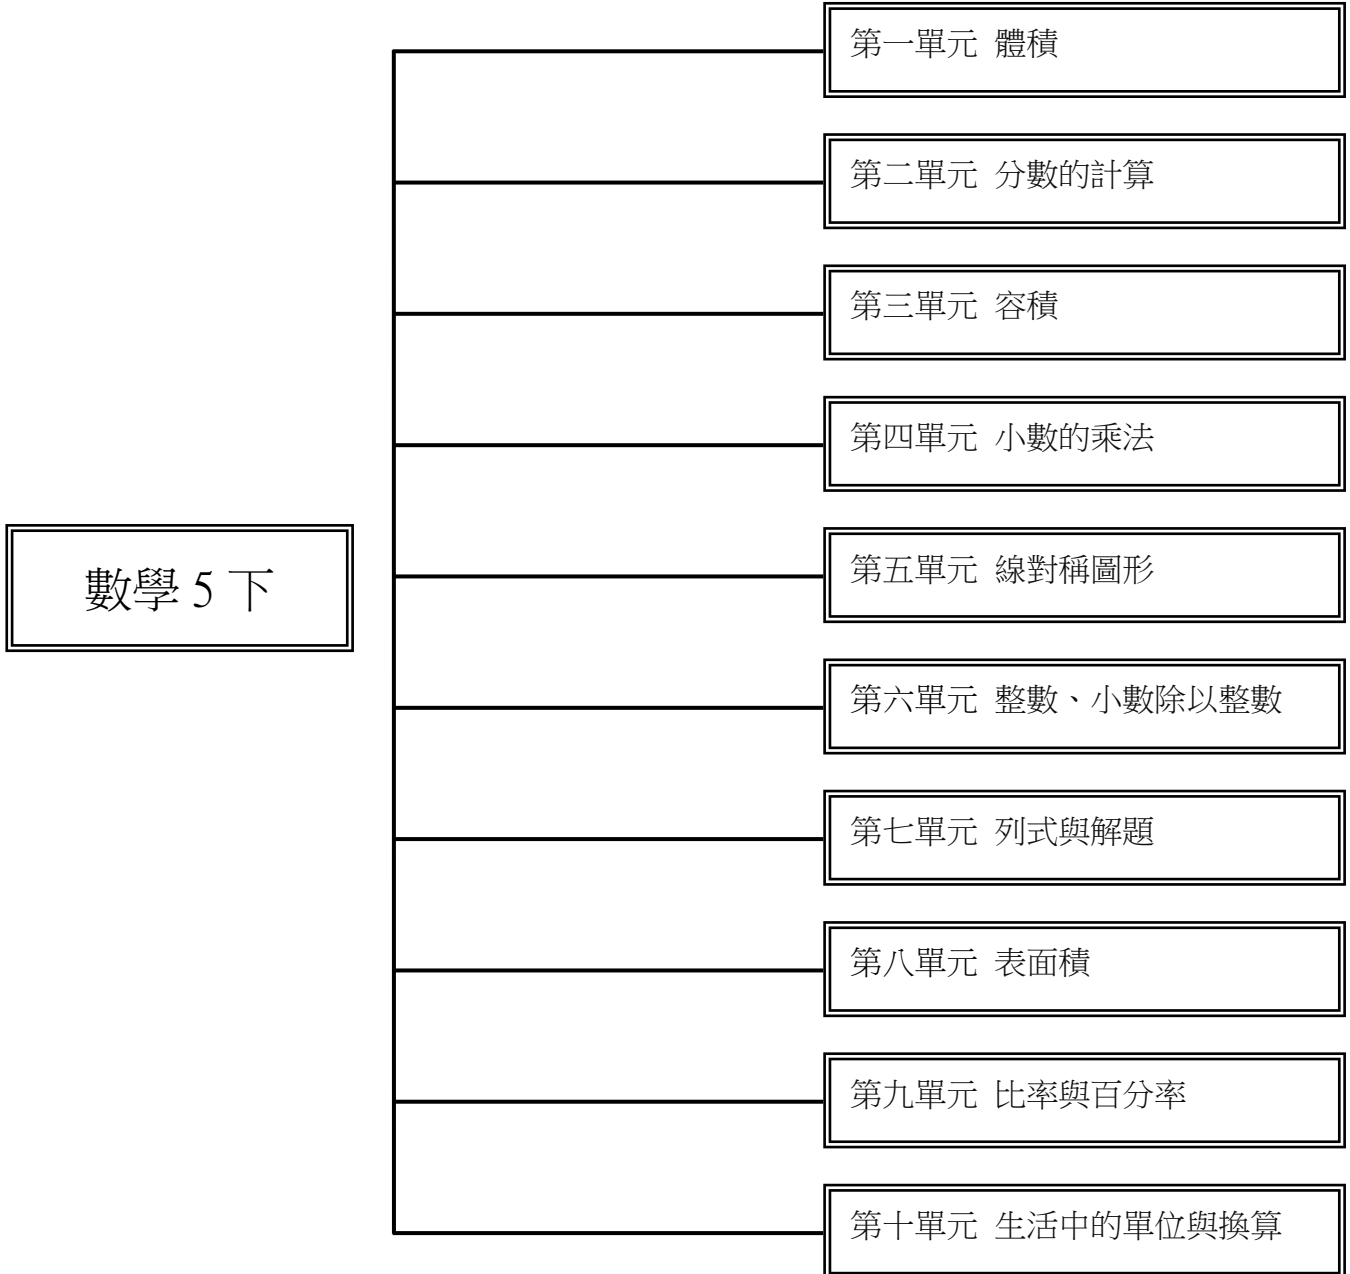 第一單元 體積
第二單元 分數的計算
第三單元 容積
第四單元 小數的乘法
數學 5 下
第五單元 線對稱圖形
第六單元 整數、小數除以整數
第七單元 列式與解題
第八單元 表面積
第九單元 比率與百分率
第十單元 生活中的單位與換算